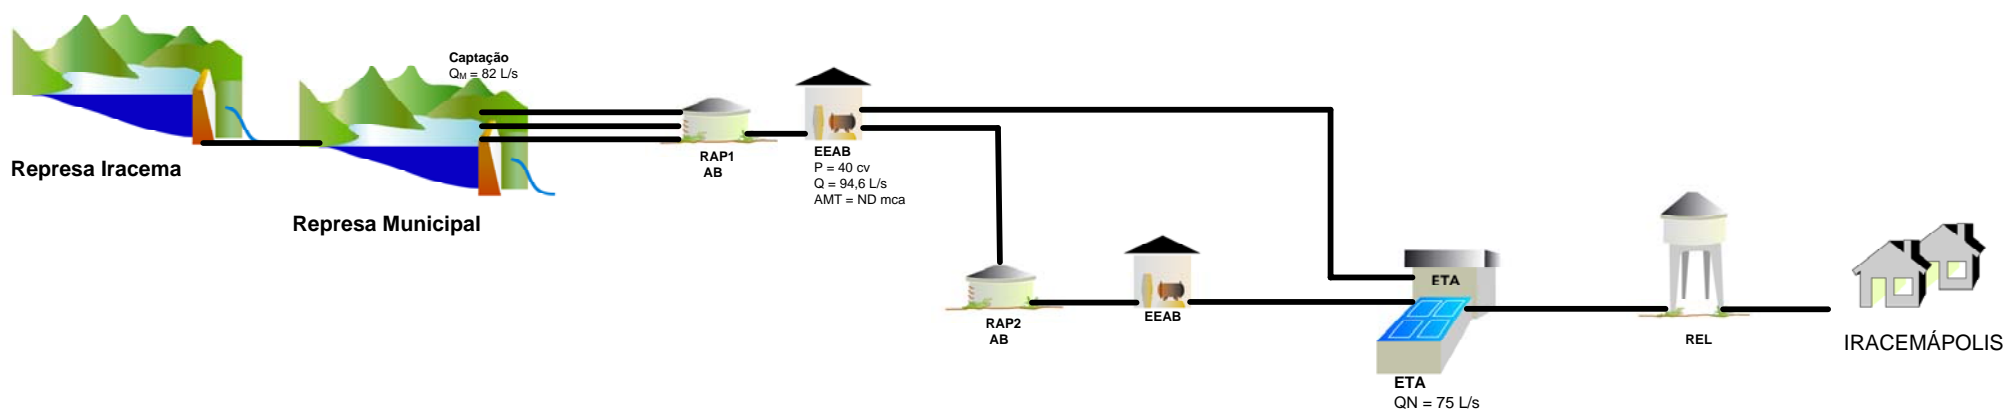 Captação
QM = 82 L/s
Represa Iracema
Represa Municipal
RAP1
AB
EEAB
P = 40 cv
Q = 94,6 L/s
AMT = ND mca
RAP2
AB
EEAB
ETA
ETA
QN = 75 L/s
REL
IRACEMÁPOLIS